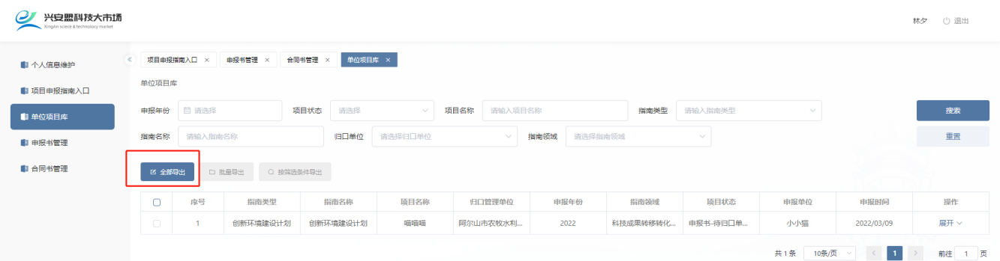 兴安盟科技大市场
XingAn sciece & technolocy market
林夕 退出
个人信息维护
项目申报指南入口
单位项目库
申报书管理
合同书管理
项目申报指南入口 × 申报书管理 × 合同书管理 × 单位项目库 ×
单位项目库
申报年份 请选择 项目状态 请选择 项目名称 请输入项目名称 指南类型 请输入指南类型 搜索
指南名称 请输入指南名称 归口单位 请选择归口单位 指南领域 请选择指南领域 重置
全部导出 批量导出 按筛选条件导出
序号 指南类型 指南名称 项目名称 归口管理单位 申报年份 指南领域 项目状态 申报单位 申报时间 操作
1 创新环境建设计划 创新环境建设计划 喵喵喵 阿尔山市农牧水利... 2022 科技成果转移转化... 申报书-待归口单... 小小猫 2022/03/09 展开
共 1 条 10条/页 < 1 > 前往 1 页